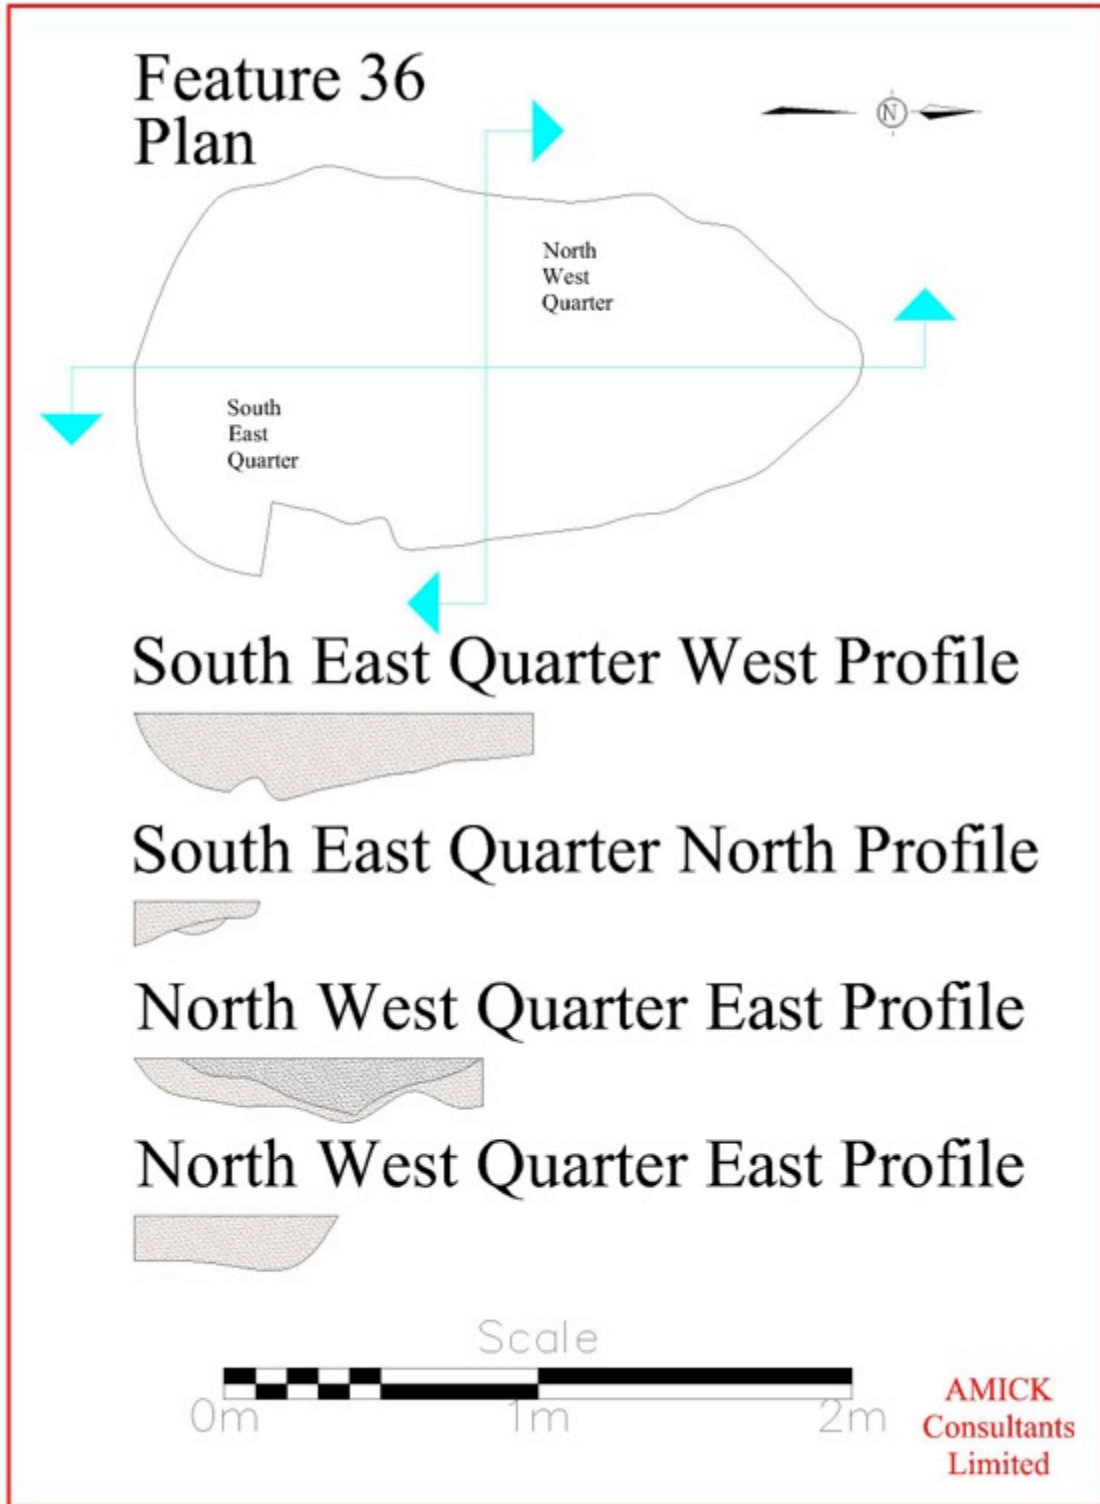 Feature 36
Plan
N
North
West
Quarter
South
East
Quarter
South East Quarter West Profile
South East Quarter North Profile
North West Quarter East Profile
North West Quarter East Profile
Scale
0m 1m 2m
AMICK
Consultants
Limited